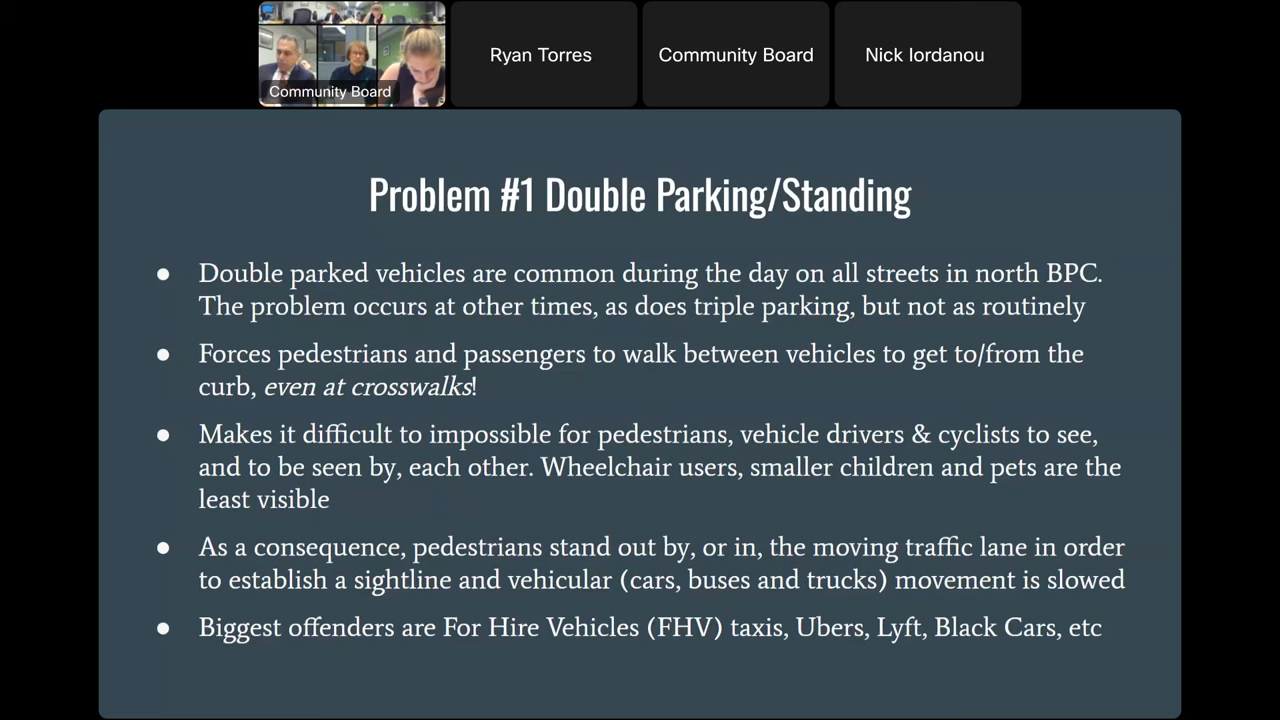 Community Board
Ryan Torres
Community Board
Nick Iordanou
Problem #1 Double Parking/Standing
● Double parked vehicles are common during the day on all streets in north BPC.
The problem occurs at other times, as does triple parking, but not as routinely
● Forces pedestrians and passengers to walk between vehicles to get to/from the
curb, even at crosswalks!
● Makes it difficult to impossible for pedestrians, vehicle drivers & cyclists to see,
and to be seen by, each other. Wheelchair users, smaller children and pets are the
least visible
● As a consequence, pedestrians stand out by, or in, the moving traffic lane in order
to establish a sightline and vehicular (cars, buses and trucks) movement is slowed
● Biggest offenders are For Hire Vehicles (FHV) taxis, Ubers, Lyft, Black Cars, etc